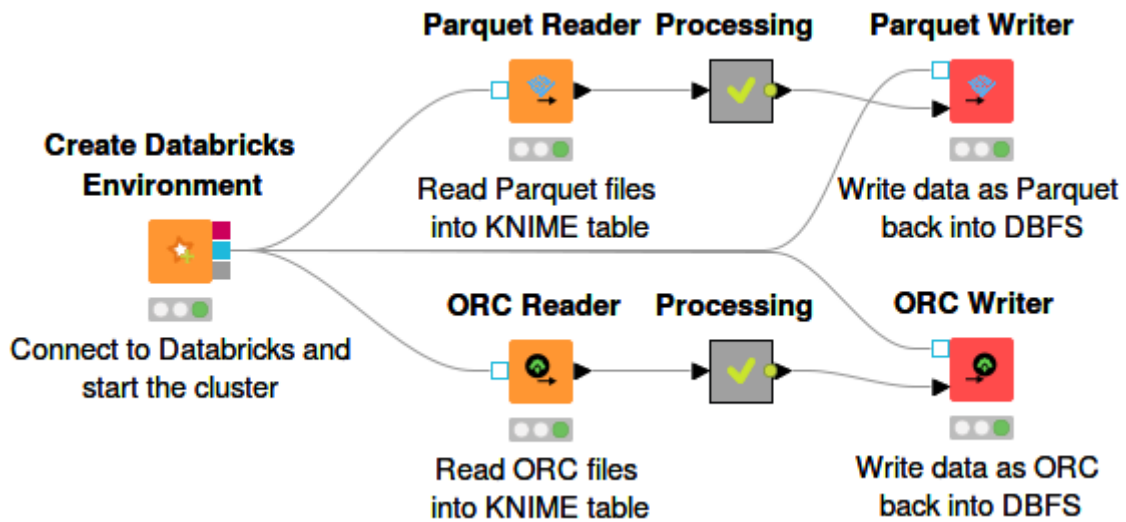 Parquet Reader
Processing
Parquet Writer
Create Databricks
Environment
Read Parquet files
into KNIME table
Write data as Parquet
back into DBFS
ORC Reader
Processing
ORC Writer
Connect to Databricks and
start the cluster
Read ORC files
into KNIME table
Write data as ORC
back into DBFS